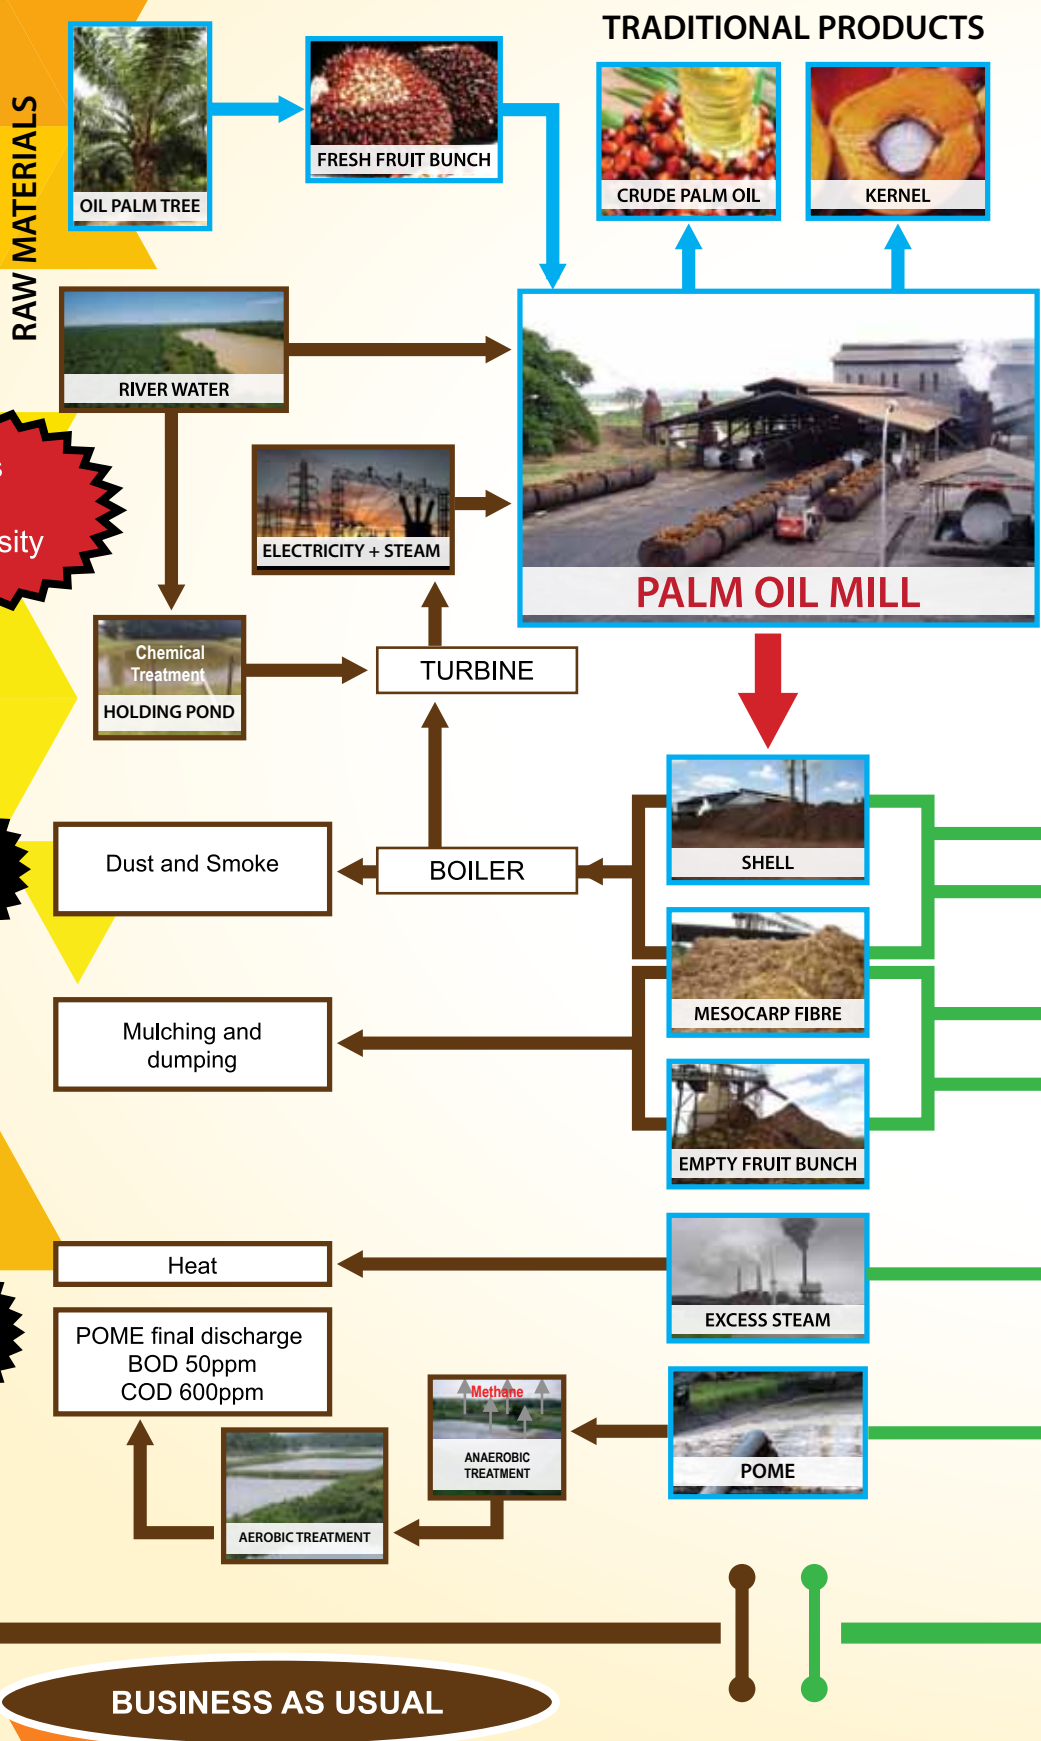 TRADITIONAL PRODUCTS
RAW MATERIALS
OIL PALM TREE
FRESH FRUIT BUNCH
CRUDE PALM OIL
KERNEL
RIVER WATER
ELECTRICITY + STEAM
PALM OIL MILL
Chemical
Treatment
HOLDING POND
TURBINE
SHELL
Dust and Smoke
BOILER
MESOCARP FIBRE
Mulching and
dumping
EMPTY FRUIT BUNCH
Heat
EXCESS STEAM
POME final discharge
BOD 50ppm
COD 600ppm
Methane
ANAEROBIC
TREATMENT
POME
AEROBIC TREATMENT
BUSINESS AS USUAL